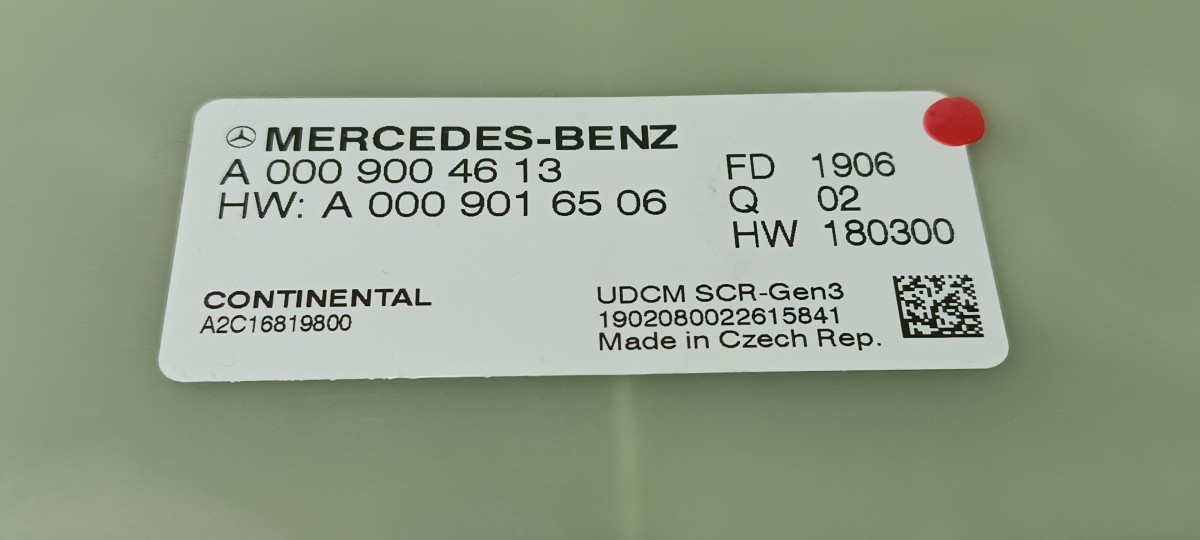 MERCEDES-BENZ
A 000 900 46 13
HW: A 000 901 65 06
FD 1906
Q 02
HW 180300
CONTINENTAL
A2C16819800
UDCM SCR-Gen3
1902080022615841
Made in Czech Rep.